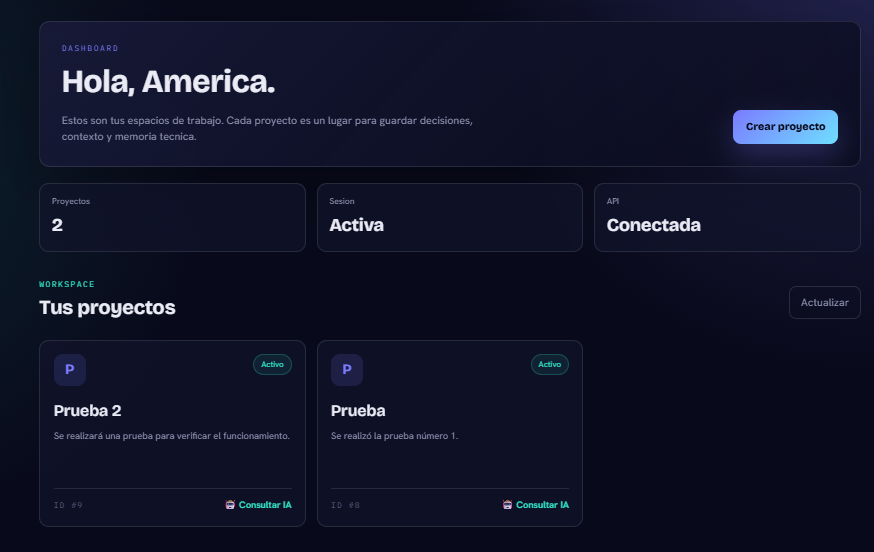 DASHBOARD
Hola, America.
Estos son tus espacios de trabajo. Cada proyecto es un lugar para guardar decisiones,
contexto y memoria tecnica.
Crear proyecto
Proyectos
2
Sesion
Activa
API
Conectada
WORKSPACE
Tus proyectos
Actualizar
P
Activo
Prueba 2
Se realizará una prueba para verificar el funcionamiento.
ID #9
Consultar IA
P
Activo
Prueba
Se realizó la prueba número 1.
ID #8
Consultar IA